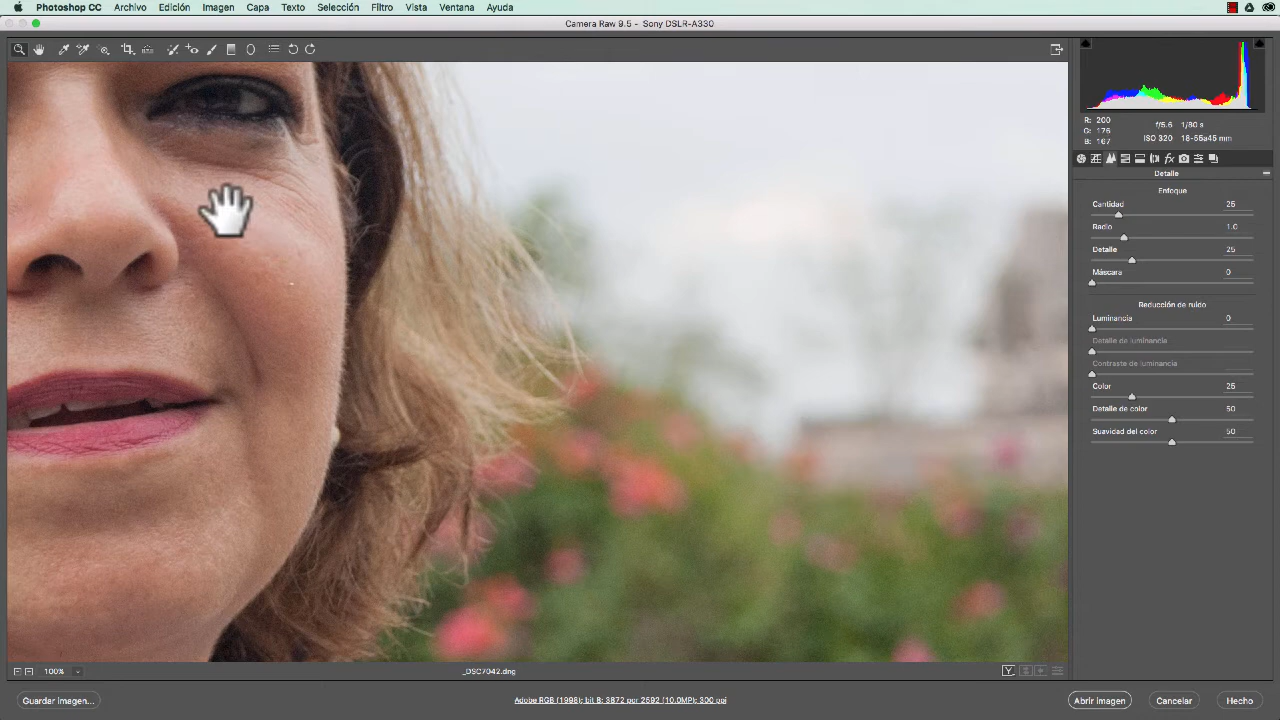 Photoshop CC Archivo Edición Imagen Capa Texto Selección Filtro Vista Ventana Ayuda
Camera Raw 9.5 - Sony DSLR-A330
R: 200
G: 176
B: 167
f/5.6 1/80 s
ISO 320 18-55a45 mm
Detalle
Enfoque
Cantidad 25
Radio 1.0
Detalle 25
Máscara 0
Reducción de ruido
Luminancia 0
Detalle de luminancia
Contraste de luminancia
Color 25
Detalle de color 50
Suavidad del color 50
100%
_DSC7042.dng
Y
Guardar imagen...
Adobe RGB (1998); bit 8; 3872 por 2592 (10.0MP); 300 ppi
Abrir imagen Cancelar Hecho